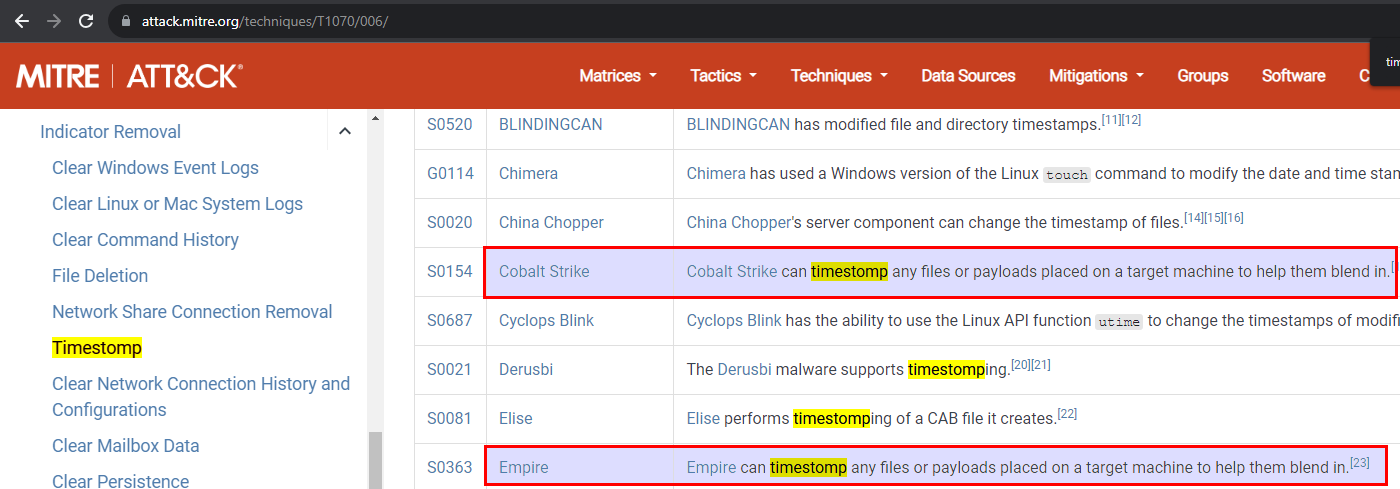 attack.mitre.org/techniques/T1070/006/
MITRE | ATT&CK®
Matrices Tactics Techniques Data Sources Mitigations Groups Software C
tim
Indicator Removal
Clear Windows Event Logs
Clear Linux or Mac System Logs
Clear Command History
File Deletion
Network Share Connection Removal
Timestomp
Clear Network Connection History and
Configurations
Clear Mailbox Data
Clear Persistence
S0520 BLINDINGCAN BLINDINGCAN has modified file and directory timestamps.[11][12]
G0114 Chimera Chimera has used a Windows version of the Linux touch command to modify the date and time stam
S0020 China Chopper China Chopper's server component can change the timestamp of files.[14][15][16]
S0154 Cobalt Strike Cobalt Strike can timestomp any files or payloads placed on a target machine to help them blend in.[
S0687 Cyclops Blink Cyclops Blink has the ability to use the Linux API function utime to change the timestamps of modifi
S0021 Derusbi The Derusbi malware supports timestomping.[20][21]
S0081 Elise Elise performs timestomping of a CAB file it creates.[22]
S0363 Empire Empire can timestomp any files or payloads placed on a target machine to help them blend in.[23]